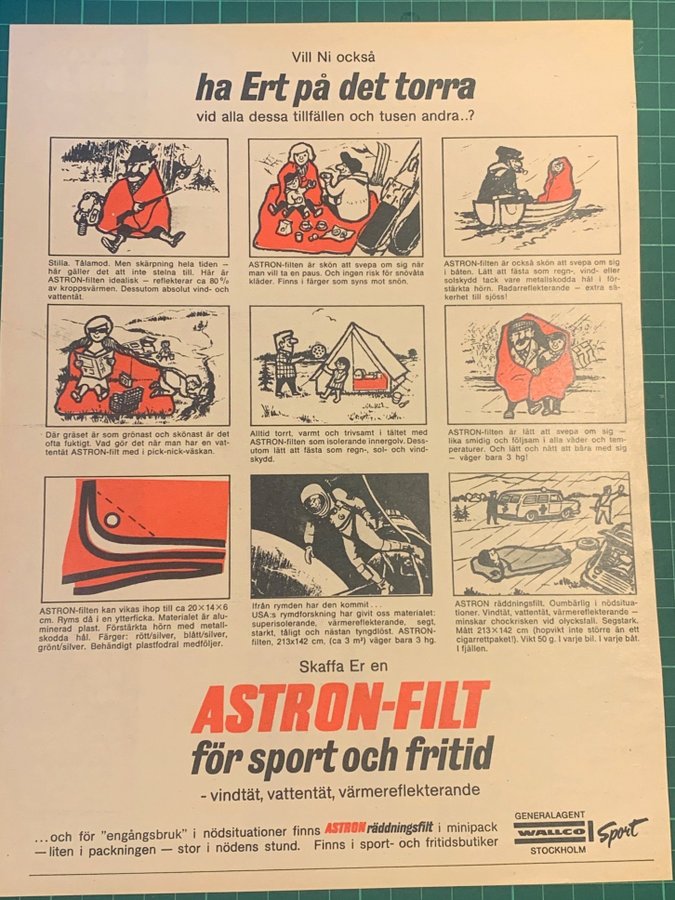 Vill Ni också
ha Ert på det torra
vid alla dessa tillfällen och tusen andra..?
Stilla. Tålamod. Men skärpning hela tiden –
här gäller det att inte stelna till. Här är
ASTRON-filten idealisk – reflekterar ca 80%
av kroppsvärmen. Dessutom absolut vind- och
vattentät.
ASTRON-filten är skön att svepa om sig när
man vill ta en paus. Och ingen risk för snövåta
kläder. Finns i färger som syns mot snön.
ASTRON-filten är också skön att svepa om sig
i båten. Lätt att fästa som regn-, vind- eller
solskydd tack vare metallskodda hål i för-
stärkta hörn. Radarreflekterande – extra sä-
kerhet till sjöss!
Där gräset är som grönast och skönast är det
ofta fuktigt. Vad gör det när man har en vat-
tentät ASTRON-filt med i pick-nick-väskan.
Alltid torrt, varmt och trivsamt i tältet med
ASTRON-filten som isolerande innergolv. Dess-
utom lätt att fästa som regn-, sol- och vind-
skydd.
ASTRON-filten är lätt att svepa om sig –
lika smidig och följsam i alla väder och tem-
peraturer. Och lätt och nätt att bära med sig
– väger bara 3 hg!
ASTRON-filten kan vikas ihop till ca 20×14×6
cm. Ryms då i en ytterficka. Materialet är alu-
minerad plast. Förstärkta hörn med metall-
skodda hål. Färger: rött/silver, blått/silver,
grönt/silver. Behändigt plastfodral medföljer.
Ifrån rymden har den kommit...
USA:s rymdforskning har givit oss materialet:
superisolerande, värmereflekterande, segt,
starkt, tåligt och nästan tyngdlöst. ASTRON-
filten, 213x142 cm, (ca 3 m²) väger bara 3 hg.
ASTRON räddningsfilt. Oumbärlig i nödsitua-
tioner. Vindtät, vattentät, värmereflekterande –
minskar chockrisken vid olycksfall. Segstark.
Mått 213×142 cm (hopvikt inte större än ett
cigarrettpaket!). Vikt 50 g. I varje bil. I varje båt.
I fjällen.
Skaffa Er en
ASTRON-FILT
för sport och fritid
- vindtät, vattentät, värmereflekterande
...och för "engångsbruk" i nödsituationer finns ASTRON räddningsfilt i minipack
— liten i packningen — stor i nödens stund. Finns i sport- och fritidsbutiker
GENERALAGENT
WALLCO Sport
STOCKHOLM